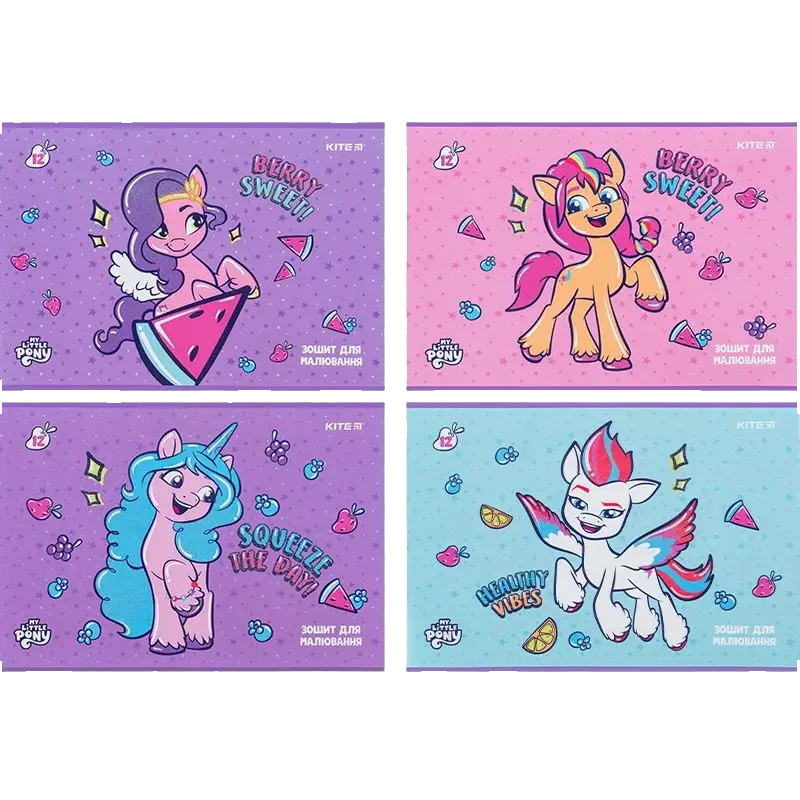 12
KITE
BERRY
SWEET!
MY
LITTLE
PONY
ЗОШИТ ДЛЯ
МАЛЮВАННЯ
12
KITE
BERRY
SWEET!
MY
LITTLE
PONY
ЗОШИТ ДЛЯ
МАЛЮВАННЯ
12
KITE
SQUEEZE
THE DAY!
MY
LITTLE
PONY
ЗОШИТ ДЛЯ
МАЛЮВАННЯ
12
KITE
HEALTHY
VIBES
MY
LITTLE
PONY
ЗОШИТ ДЛЯ
МАЛЮВАННЯ